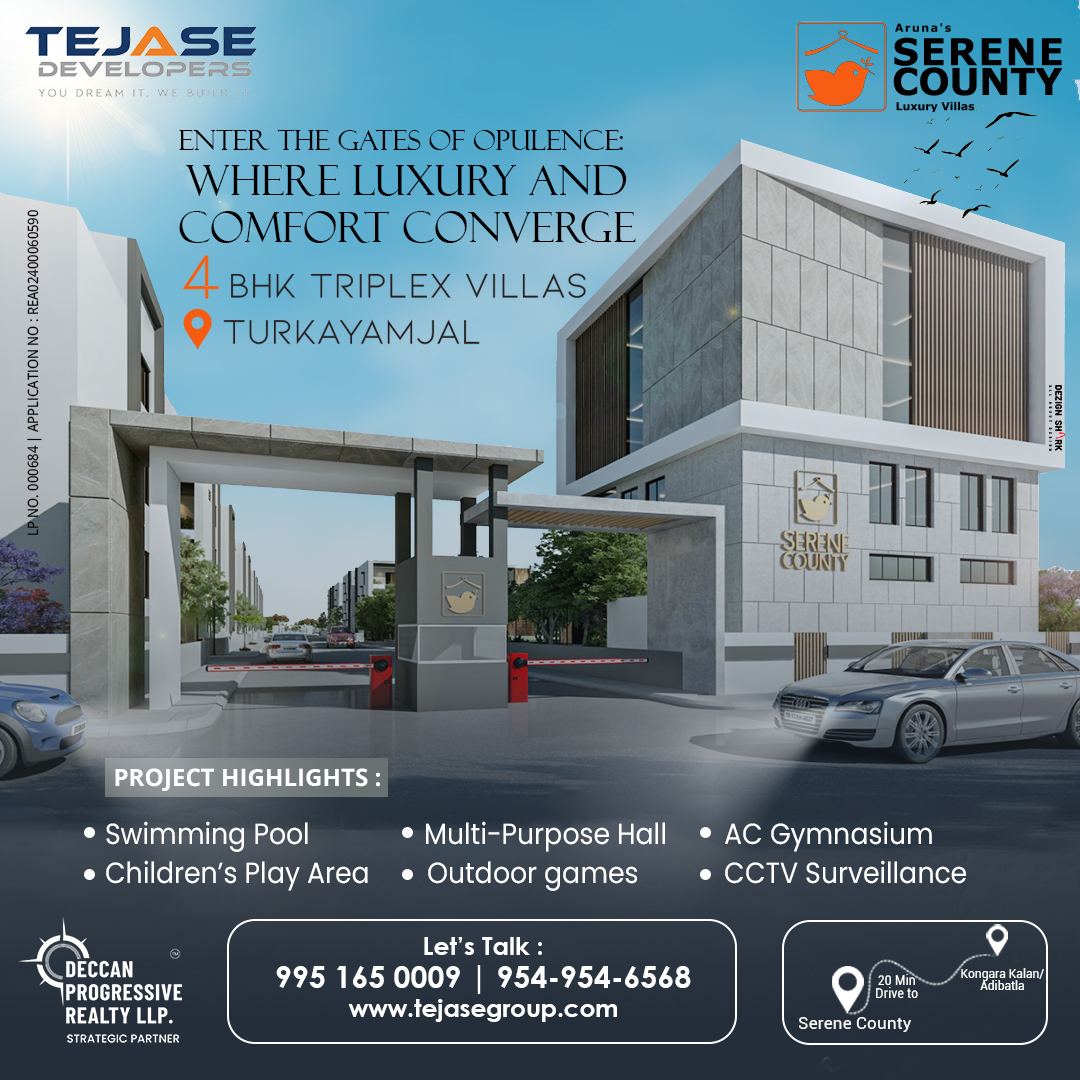 TEJASE
DEVELOPERS
YOU DREAM IT. WE BUILD IT.
Aruna's
SERENE
COUNTY
Luxury Villas
ENTER THE GATES OF OPULENCE:
WHERE LUXURY AND
COMFORT CONVERGE
4 BHK TRIPLEX VILLAS
TURKAYAMJAL
LP NO. 000684 | APPLICATION NO : REA02400060590
DEZIGN SHARK
SERENE
COUNTY
PROJECT HIGHLIGHTS :
• Swimming Pool
• Multi-Purpose Hall
• AC Gymnasium
• Children's Play Area
• Outdoor games
• CCTV Surveillance
DECCAN
PROGRESSIVE
REALTY LLP.
STRATEGIC PARTNER
TM
Let's Talk :
995 165 0009 | 954-954-6568
www.tejasegroup.com
20 Min
Drive to
Kongara Kalan/
Adibatla
Serene County